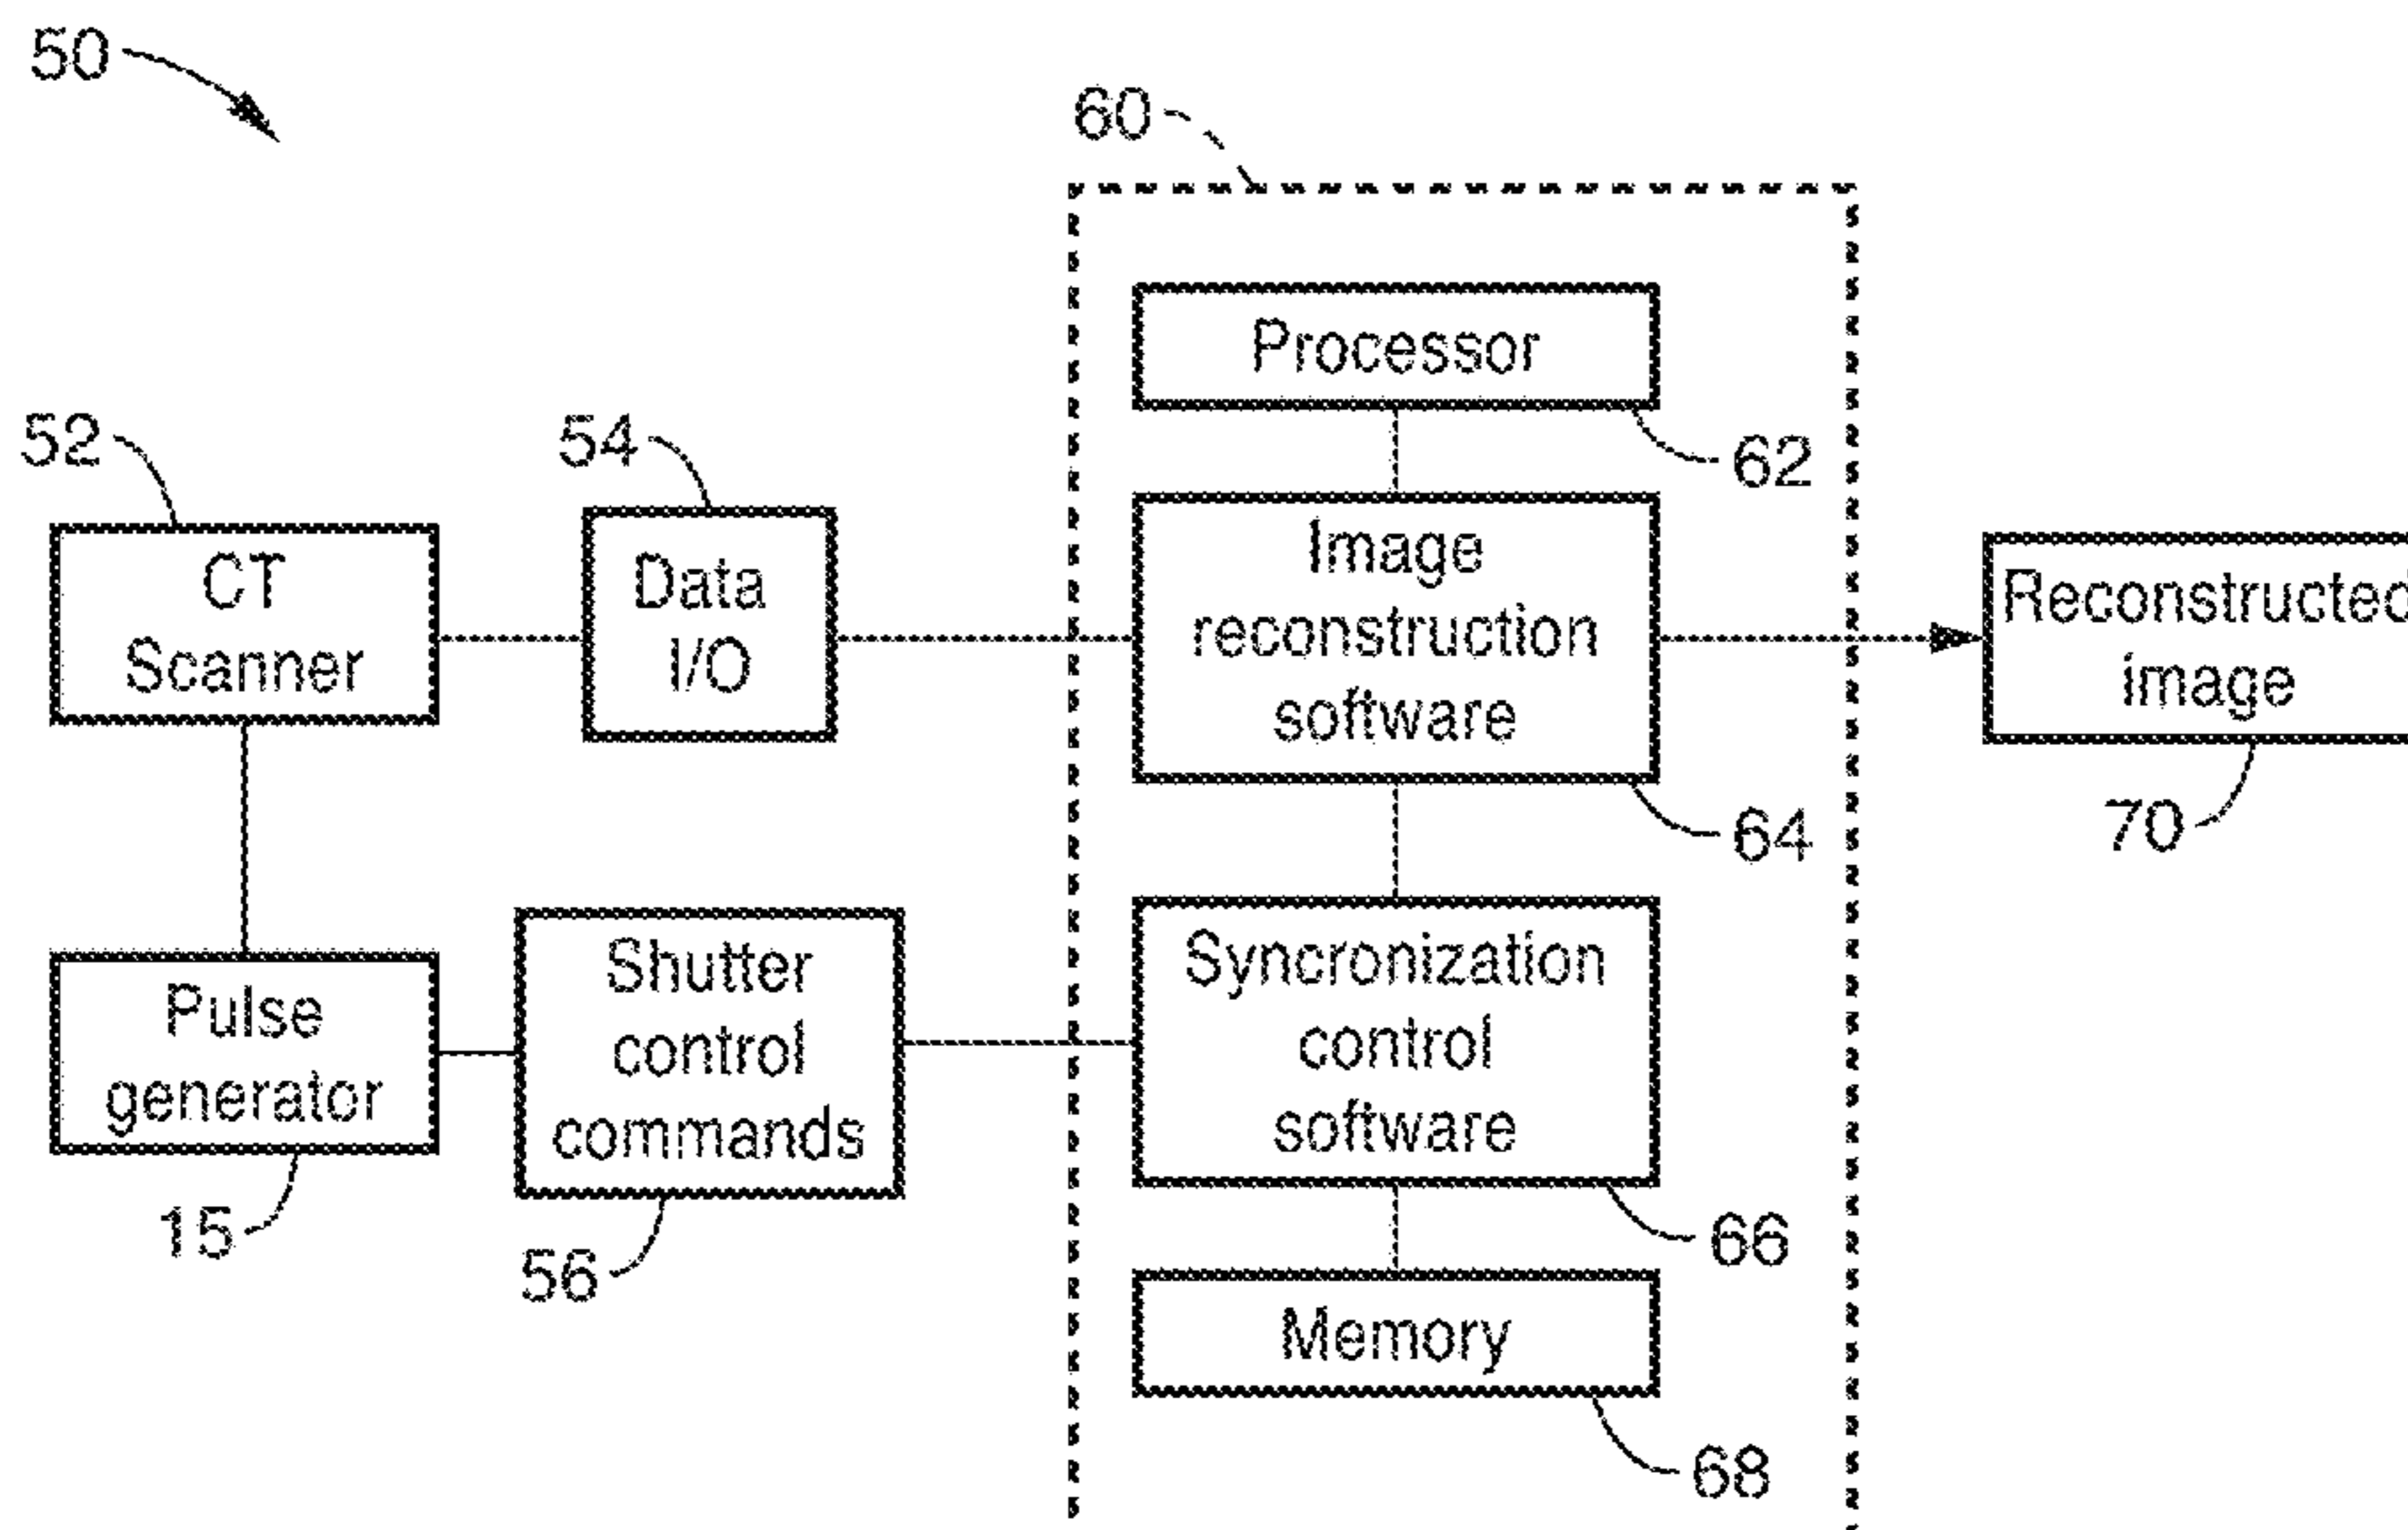 50
60
Processor
62
52
54
CT
Scanner
Data
I/O
Image
reconstruction
software
64
Reconstructed
image
70
Pulse
generator
15
Shutter
control
commands
56
Syncronization
control
software
66
Memory
68